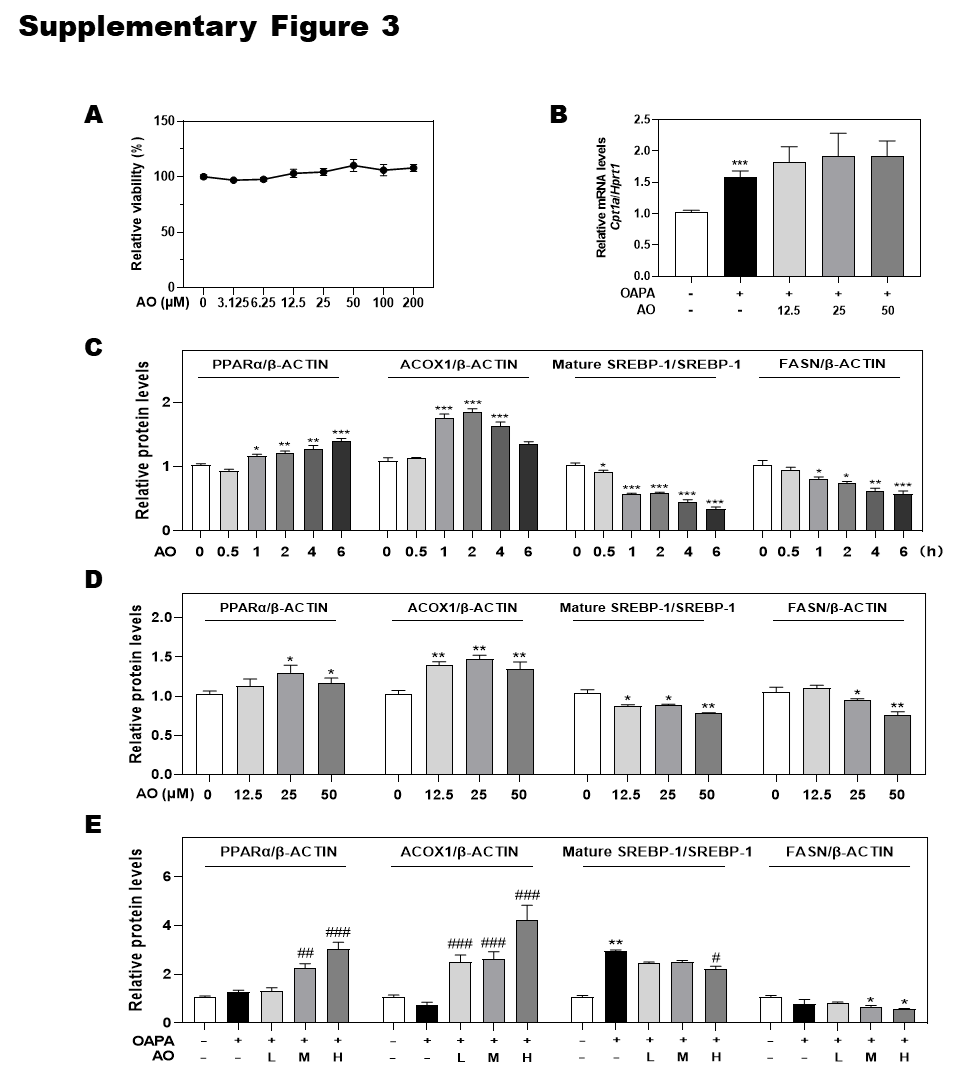 Supplementary Figure 3
A
Relative viability (%)
150
100
50
0
AO (μM) 0 3.125 6.25 12.5 25 50 100 200
B
Relative mRNA levels
Cpt1a/Hprt1
2.5
2.0
1.5
1.0
0.5
0.0
***
OAPA - + + + +
AO - - 12.5 25 50
C
Relative protein levels
PPARα/β-ACTIN ACOX1/β-ACTIN Mature SREBP-1/SREBP-1 FASN/β-ACTIN
2
1
0
* ** ** *** *** *** *** * *** *** *** *** * * ** ***
AO 0 0.5 1 2 4 6 0 0.5 1 2 4 6 0 0.5 1 2 4 6 0 0.5 1 2 4 6 (h)
D
Relative protein levels
PPARα/β-ACTIN ACOX1/β-ACTIN Mature SREBP-1/SREBP-1 FASN/β-ACTIN
2.0
1.5
1.0
0.5
0.0
* * ** ** ** * * ** * **
AO (μM) 0 12.5 25 50 0 12.5 25 50 0 12.5 25 50 0 12.5 25 50
E
Relative protein levels
PPARα/β-ACTIN ACOX1/β-ACTIN Mature SREBP-1/SREBP-1 FASN/β-ACTIN
6
4
2
0
## ### ### ### ### ** # * *
OAPA - + + + + - + + + + - + + + + - + + + +
AO - - L M H - - L M H - - L M H - - L M H